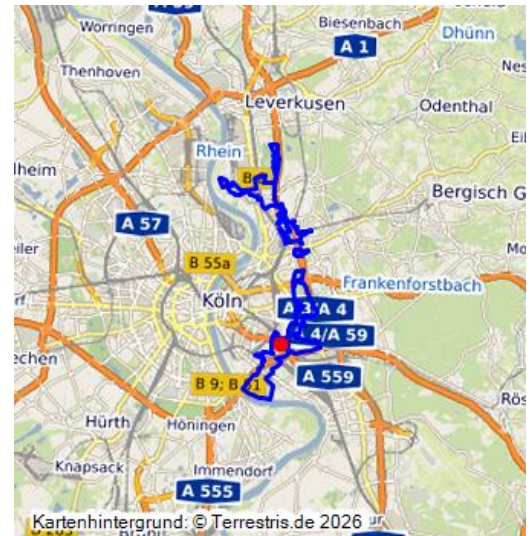 Worringen
Biesenbach
A 1
Dhünn
Thenhoven
Leverkusen
Odenthal
Rhein
B
Bergisch G
A 57
B 55a
Frankenforstbach
Köln
A 3/A 4
4/A 59
A 559
B 9; B 51
Hürth
Höningen
Knapsack
Immendorf
A 555
Kartenhintergrund: © Terrestris.de 2026